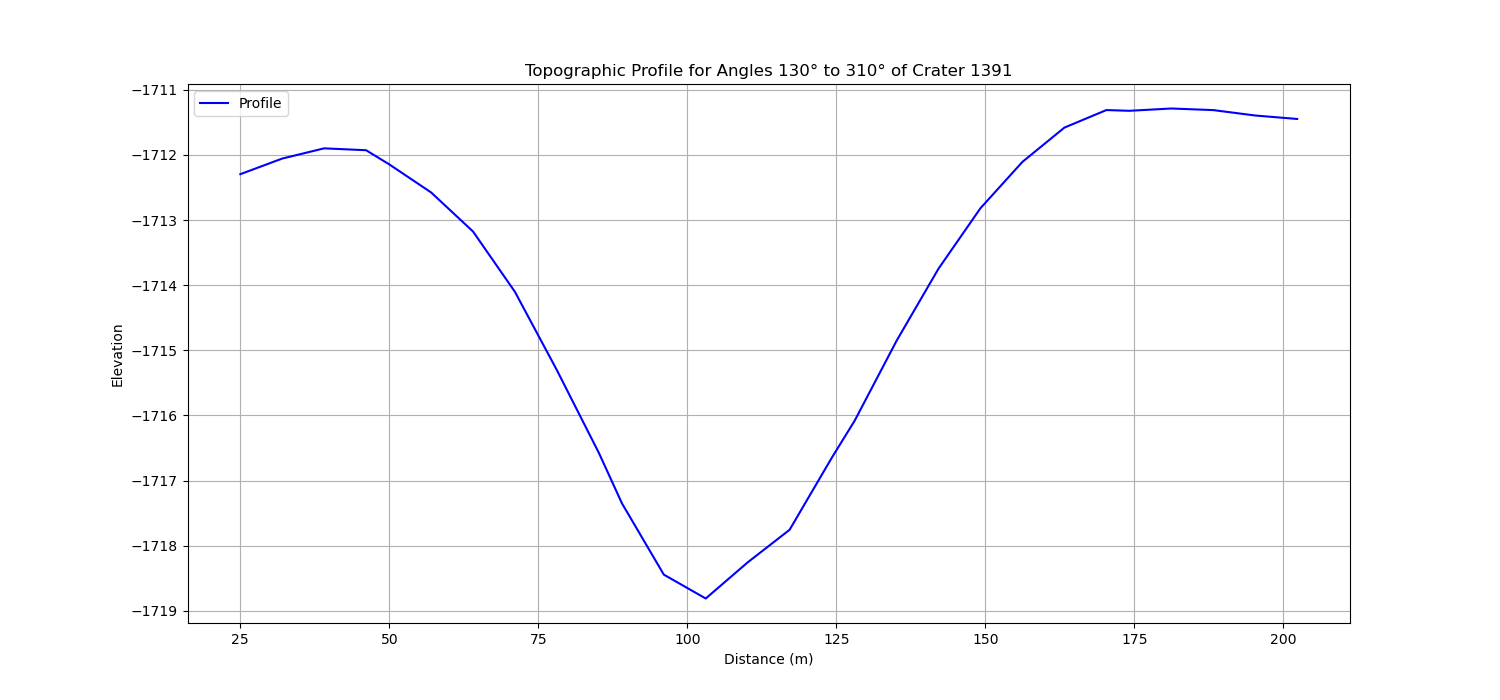 Topographic Profile for Angles 130° to 310° of Crater 1391
Profile
−1711
−1712
−1713
−1714
−1715
−1716
−1717
−1718
−1719
Elevation
25 50 75 100 125 150 175 200
Distance (m)